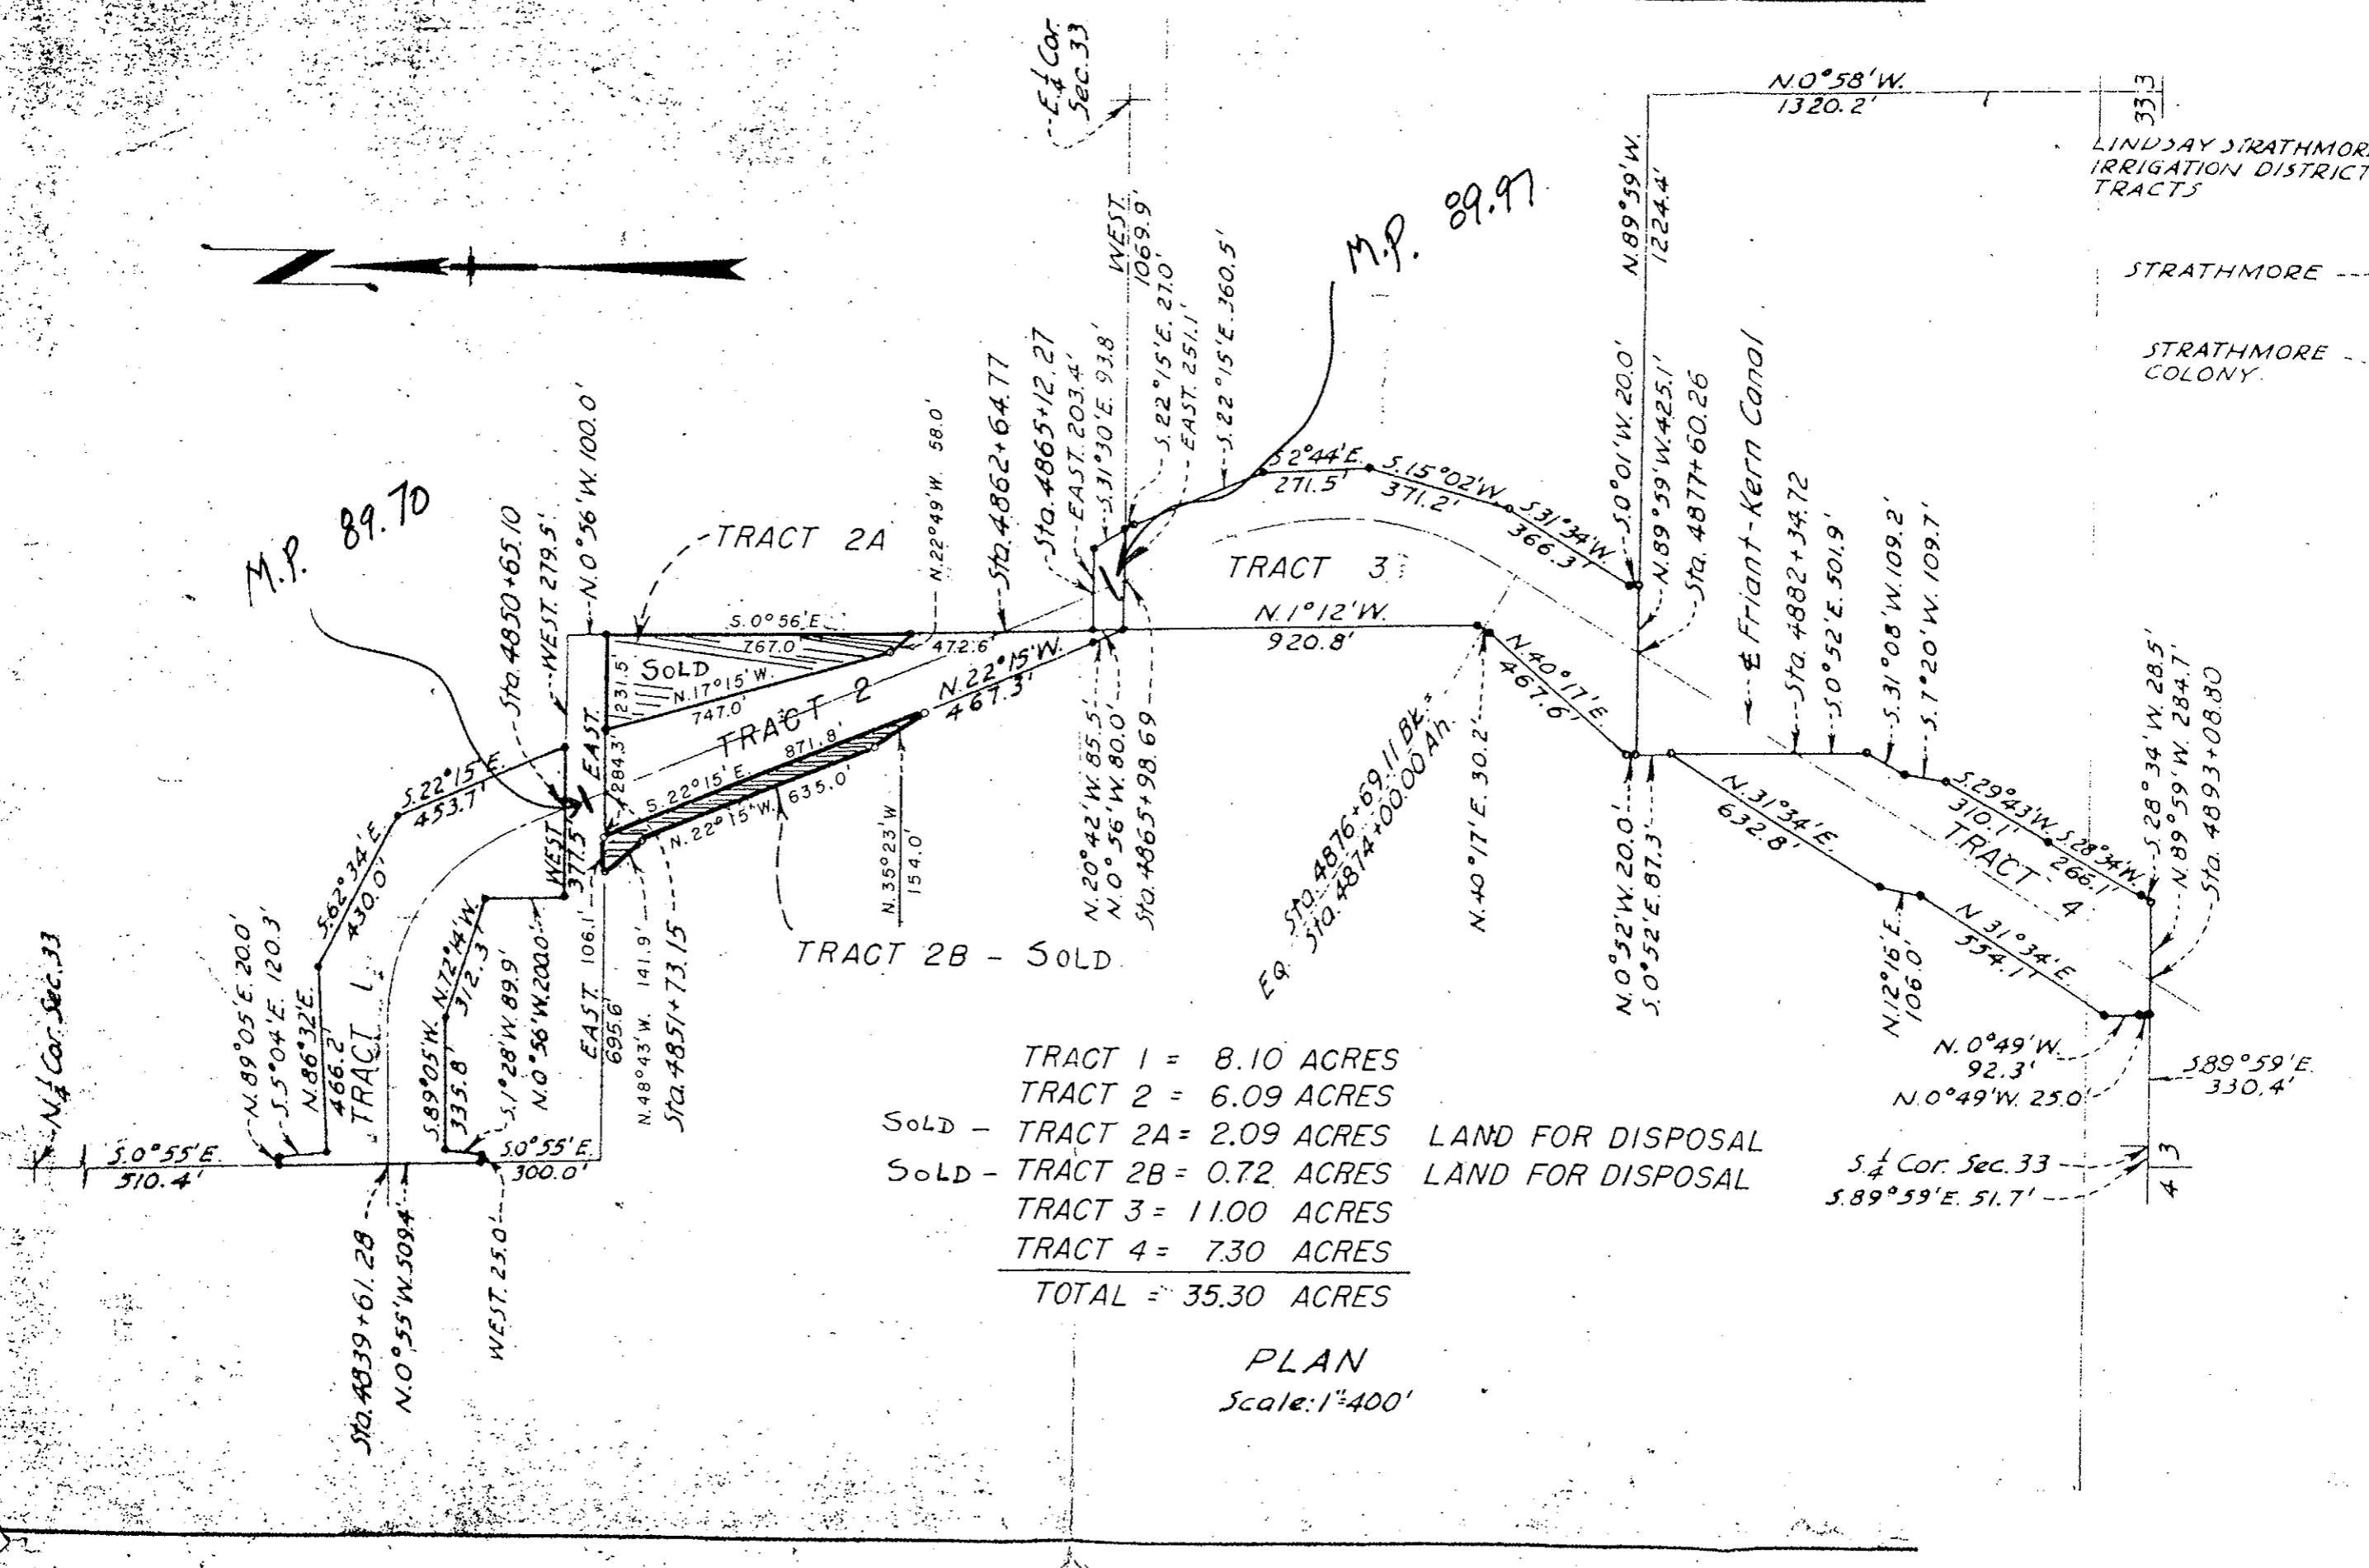 E.¼ Cor.
Sec. 33
N.0°58'W.
1320.2'
33|3
LINDSAY STRATHMORE
IRRIGATION DISTRICT
TRACTS
STRATHMORE
STRATHMORE
COLONY.
N.89°59'W.
1224.4'
M.P. 89.97
WEST.
1069.9'
S.22°15'E. 27.0'
EAST. 251.1'
S.22°15'E. 360.5'
M.P. 89.70
Sta. 4850+65.10
WEST. 279.5'
N.0°56'W. 100.0'
TRACT 2A
N.22°49'W. 58.0'
Sta. 4862+64.77
Sta. 4865+12.27
EAST. 203.4'
S.31°30'E. 93.8'
S.2°44'E.
271.5'
S.15°02'W.
371.2'
S.31°34'W.
366.3'
S.0°01'W. 20.0'
N.89°59'W. 425.1'
Sta. 4877+60.26
℄ Friant-Kern Canal
Sta. 4882+34.72
S.0°52'E. 501.9'
S.31°08'W. 109.2'
S.7°20'W. 109.7'
TRACT 3
S.0°56'E.
767.0'
472.6'
N.1°12'W.
920.8'
SOLD
231.5'
N.17°15'W.
747.0'
TRACT 2
N.22°15'W.
467.3'
EAST.
284.3'
871.8'
S.22°15'E.
N.22°15'W. 635.0'
S.22°15'E.
453.7'
WEST
371.5'
N.40°17'E.
467.6'
N.31°34'E.
632.8'
S.29°43'W.
310.1'
S.28°34'W.
266.1'
TRACT 4
S.28°34'W. 28.5'
N.89°59'W. 284.7'
Sta. 4893+08.80
S.62°34'E.
430.0'
N.35°23'W
154.0'
N.20°42'W. 85.5'
N.0°56'W. 80.0'
Sta. 4865+98.69
EQ. Sta. 4876+69.11 Bk.=
Sta. 4874+00.00 Ah.
N.40°17'E. 30.2'
N.0°52'W. 20.0'
S.0°52'E. 87.3'
N.12°16'E.
106.0'
N.31°34'E.
554.1'
N.¼ Cor. Sec. 33
N.89°05'E. 20.0'
S.5°04'E. 120.3'
N.86°32'E.
466.2'
TRACT 1
S.89°05'W.
335.8'
N.72°14'W.
312.3'
S.1°28'W. 89.9'
N.0°56'W. 200.0'
EAST. 106.1'
695.6'
N.48°43'W. 141.9'
Sta. 4851+73.15
TRACT 2B - SOLD
S.0°55'E.
510.4'
S.0°55'E.
300.0'
Sta. 4839+61.28
N.0°55'W. 509.4'
WEST. 25.0'
N.0°49'W.
92.3'
N.0°49'W. 25.0'
S.89°59'E.
330.4'
S.¼ Cor. Sec. 33
S.89°59'E. 51.7'
4|3
TRACT 1 = 8.10 ACRES
TRACT 2 = 6.09 ACRES
SOLD - TRACT 2A = 2.09 ACRES LAND FOR DISPOSAL
SOLD - TRACT 2B = 0.72 ACRES LAND FOR DISPOSAL
TRACT 3 = 11.00 ACRES
TRACT 4 = 7.30 ACRES
TOTAL = 35.30 ACRES
PLAN
Scale: 1"=400'